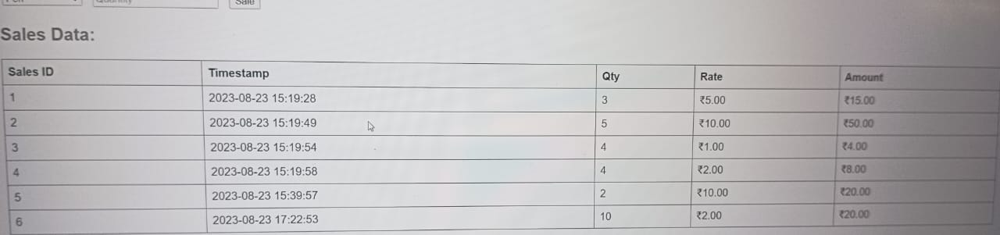 Quantity
Sale
Sales Data:
Sales ID Timestamp Qty Rate Amount
1 2023-08-23 15:19:28 3 ₹5.00 ₹15.00
2 2023-08-23 15:19:49 5 ₹10.00 ₹50.00
3 2023-08-23 15:19:54 4 ₹1.00 ₹4.00
4 2023-08-23 15:19:58 4 ₹2.00 ₹8.00
5 2023-08-23 15:39:57 2 ₹10.00 ₹20.00
6 2023-08-23 17:22:53 10 ₹2.00 ₹20.00